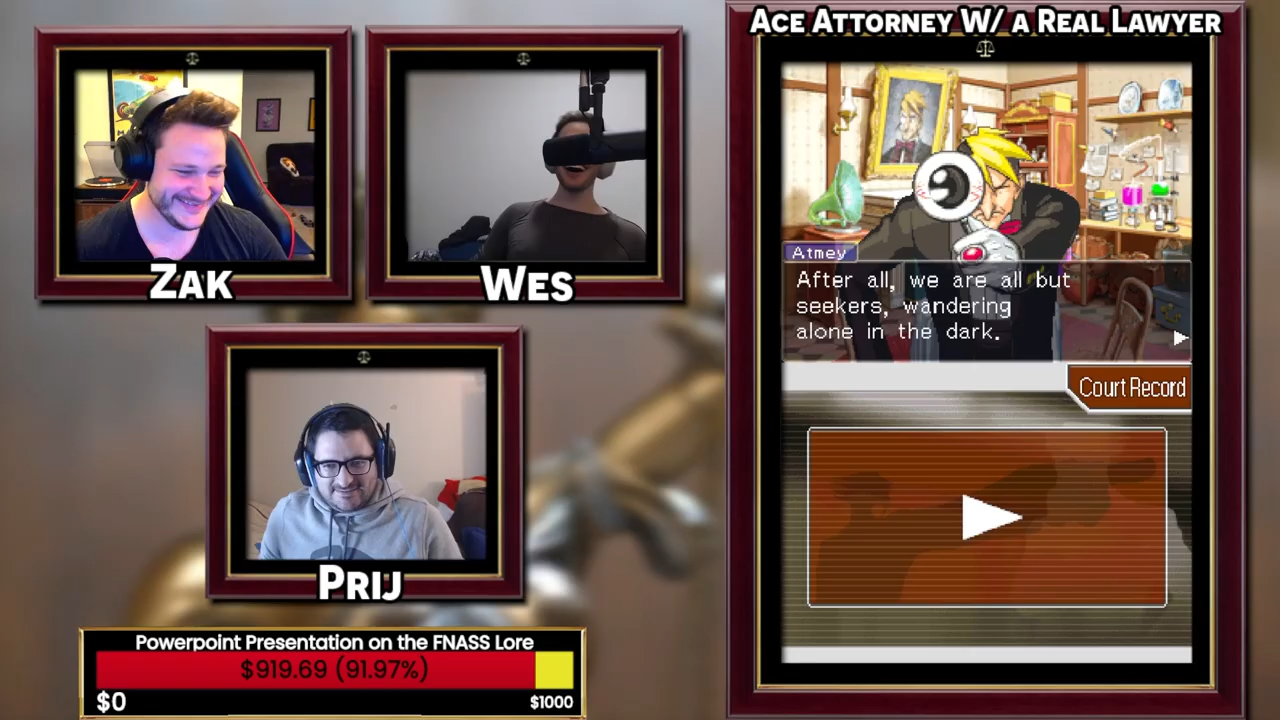 Ace Attorney W/ a Real Lawyer
Zak
Wes
Atmey
After all, we are all but
seekers, wandering
alone in the dark.
Court Record
Prij
Powerpoint Presentation on the FNASS Lore
$919.69 (91.97%)
$0
$1000